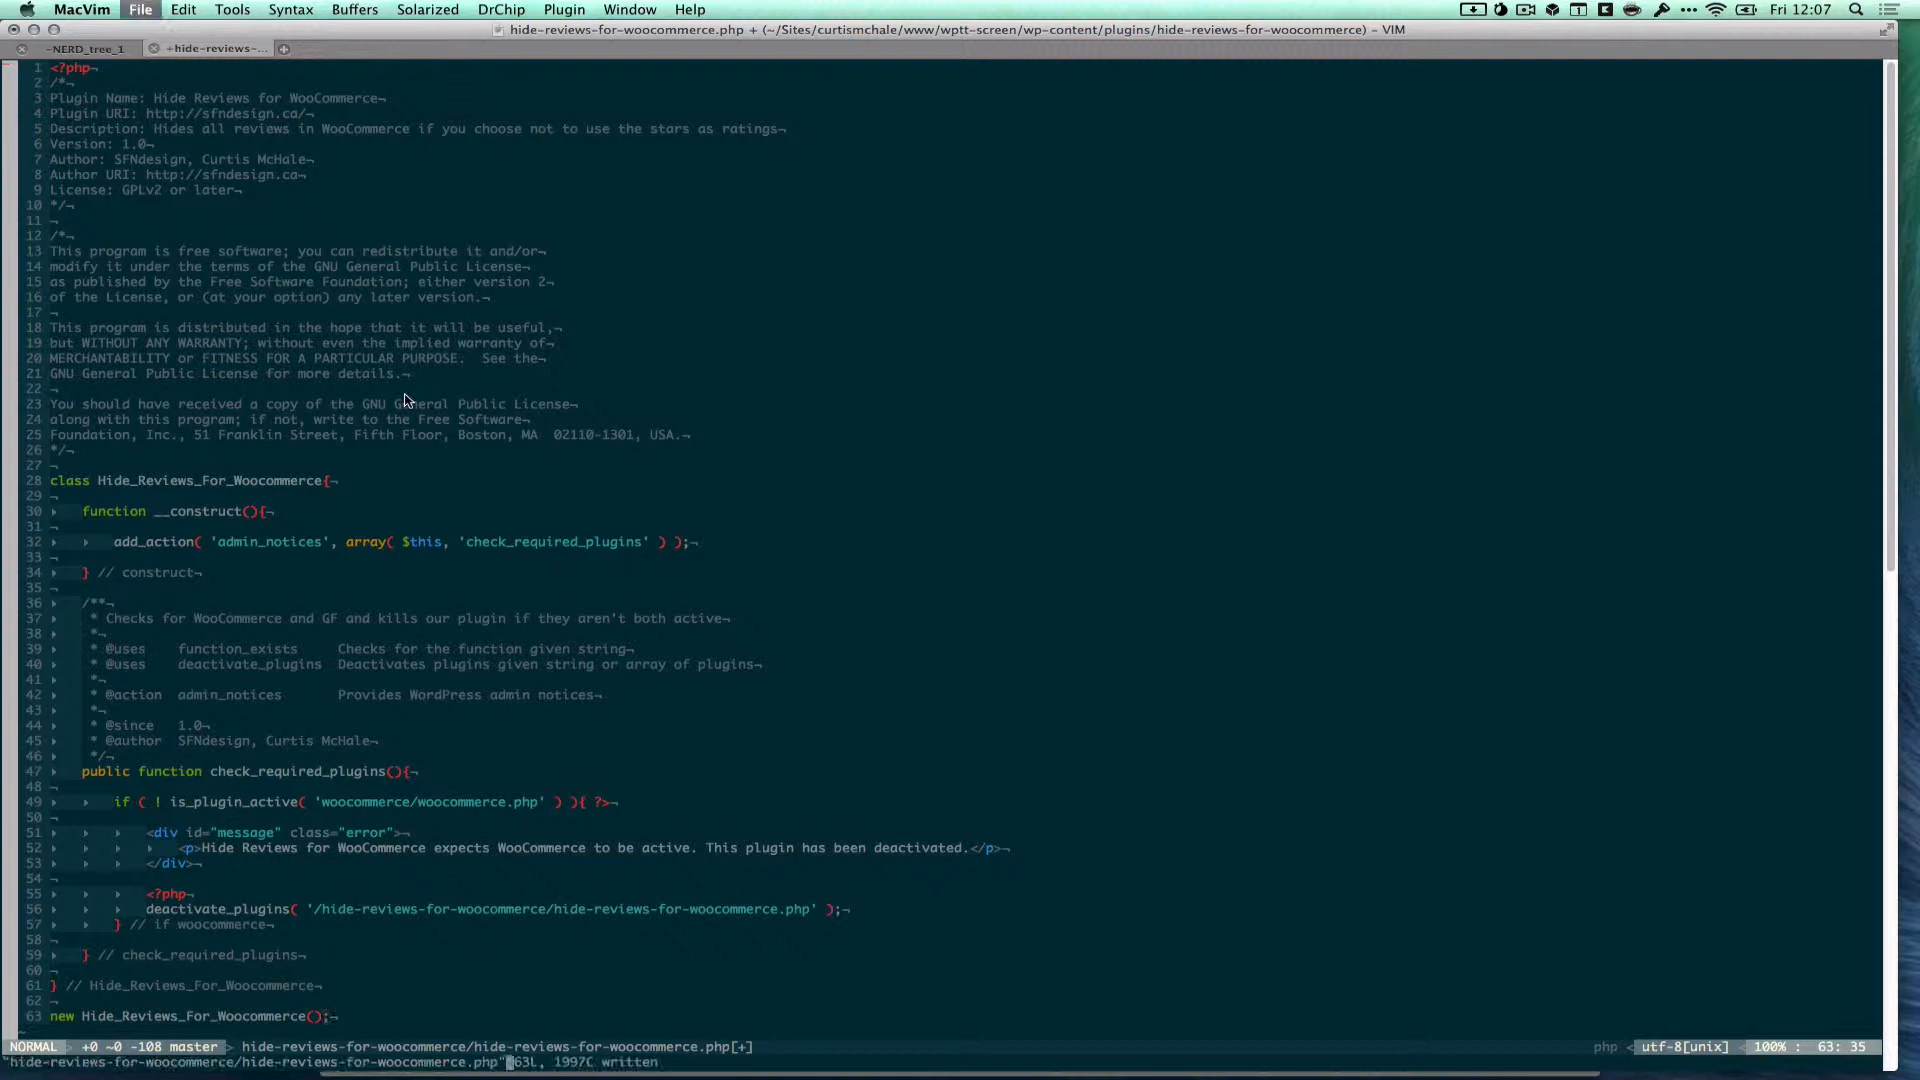 MacVim File Edit Tools Syntax Buffers Solarized DrChip Plugin Window Help Fri 12:07
hide-reviews-for-woocommerce.php + (~/Sites/curtismchale/www/wptt-screen/wp-content/plugins/hide-reviews-for-woocommerce) – VIM
-NERD_tree_1 +hide-reviews-...
1 <?php¬
2 /*¬
3 Plugin Name: Hide Reviews for WooCommerce¬
4 Plugin URI: http://sfndesign.ca/¬
5 Description: Hides all reviews in WooCommerce if you choose not to use the stars as ratings¬
6 Version: 1.0¬
7 Author: SFNdesign, Curtis McHale¬
8 Author URI: http://sfndesign.ca¬
9 License: GPLv2 or later¬
10 */¬
11 ¬
12 /*¬
13 This program is free software; you can redistribute it and/or¬
14 modify it under the terms of the GNU General Public License¬
15 as published by the Free Software Foundation; either version 2¬
16 of the License, or (at your option) any later version.¬
17 ¬
18 This program is distributed in the hope that it will be useful,¬
19 but WITHOUT ANY WARRANTY; without even the implied warranty of¬
20 MERCHANTABILITY or FITNESS FOR A PARTICULAR PURPOSE.  See the¬
21 GNU General Public License for more details.¬
22 ¬
23 You should have received a copy of the GNU General Public License¬
24 along with this program; if not, write to the Free Software¬
25 Foundation, Inc., 51 Franklin Street, Fifth Floor, Boston, MA  02110-1301, USA.¬
26 */¬
27 ¬
28 class Hide_Reviews_For_Woocommerce{¬
29 ¬
30 ▸ function __construct(){¬
31 ¬
32 ▸ ▸ add_action( 'admin_notices', array( $this, 'check_required_plugins' ) );¬
33 ¬
34 ▸ } // construct¬
35 ¬
36 ▸ /**¬
37 ▸ * Checks for WooCommerce and GF and kills our plugin if they aren't both active¬
38 ▸ *¬
39 ▸ * @uses function_exists Checks for the function given string¬
40 ▸ * @uses deactivate_plugins Deactivates plugins given string or array of plugins¬
41 ▸ *¬
42 ▸ * @action admin_notices Provides WordPress admin notices¬
43 ▸ *¬
44 ▸ * @since 1.0¬
45 ▸ * @author SFNdesign, Curtis McHale¬
46 ▸ */¬
47 ▸ public function check_required_plugins(){¬
48 ¬
49 ▸ ▸ if ( ! is_plugin_active( 'woocommerce/woocommerce.php' ) ){ ?>¬
50 ¬
51 ▸ ▸ ▸ <div id="message" class="error">¬
52 ▸ ▸ ▸ ▸ <p>Hide Reviews for WooCommerce expects WooCommerce to be active. This plugin has been deactivated.</p>¬
53 ▸ ▸ ▸ </div>¬
54 ¬
55 ▸ ▸ ▸ <?php¬
56 ▸ ▸ ▸ deactivate_plugins( '/hide-reviews-for-woocommerce/hide-reviews-for-woocommerce.php' );¬
57 ▸ ▸ } // if woocommerce¬
58 ¬
59 ▸ } // check_required_plugins¬
60 ¬
61 } // Hide_Reviews_For_Woocommerce¬
62 ¬
63 new Hide_Reviews_For_Woocommerce();¬
~
NORMAL > +0 ~0 -108 master > hide-reviews-for-woocommerce/hide-reviews-for-woocommerce.php[+] php < utf-8[unix] < 100% : 63: 35
"hide-reviews-for-woocommerce/hide-reviews-for-woocommerce.php" 63L, 1997C written